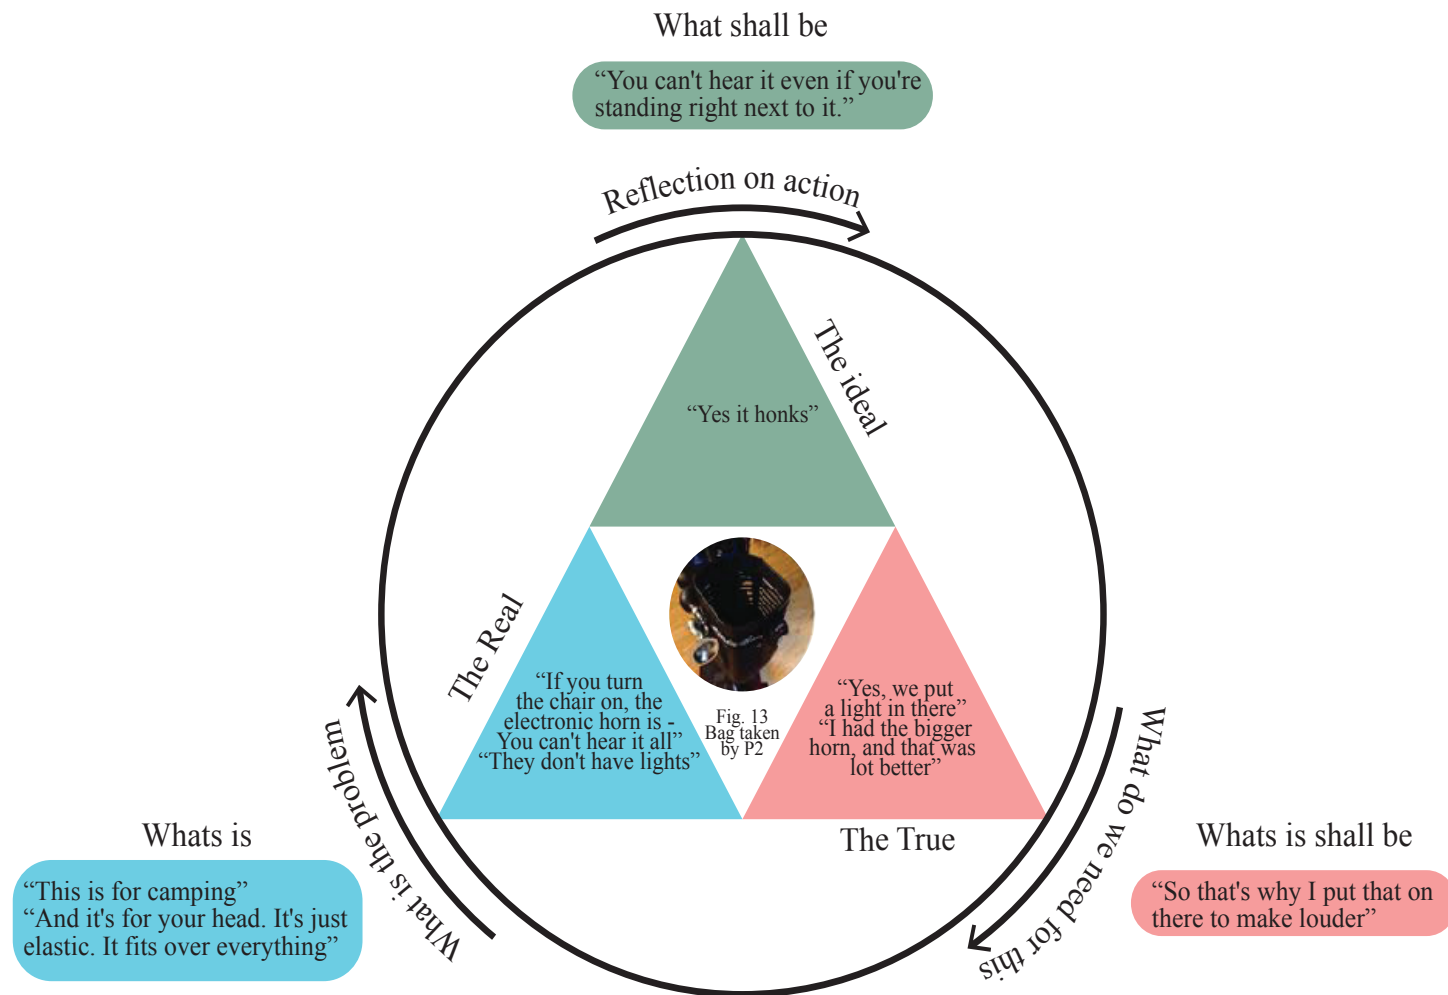 What shall be
“You can't hear it even if you're
standing right next to it.”
Reflection on action
The ideal
“Yes it honks”
The Real
“If you turn
the chair on, the
electronic horn is -
You can't hear it all”
“They don't have lights”
Fig. 13
Bag taken
by P2
“Yes, we put
a light in there”
“I had the bigger
horn, and that was
lot better”
The True
What is the problem
What do we need for this
Whats is
“This is for camping”
“And it's for your head. It's just
elastic. It fits over everything”
Whats is shall be
“So that's why I put that on
there to make louder”